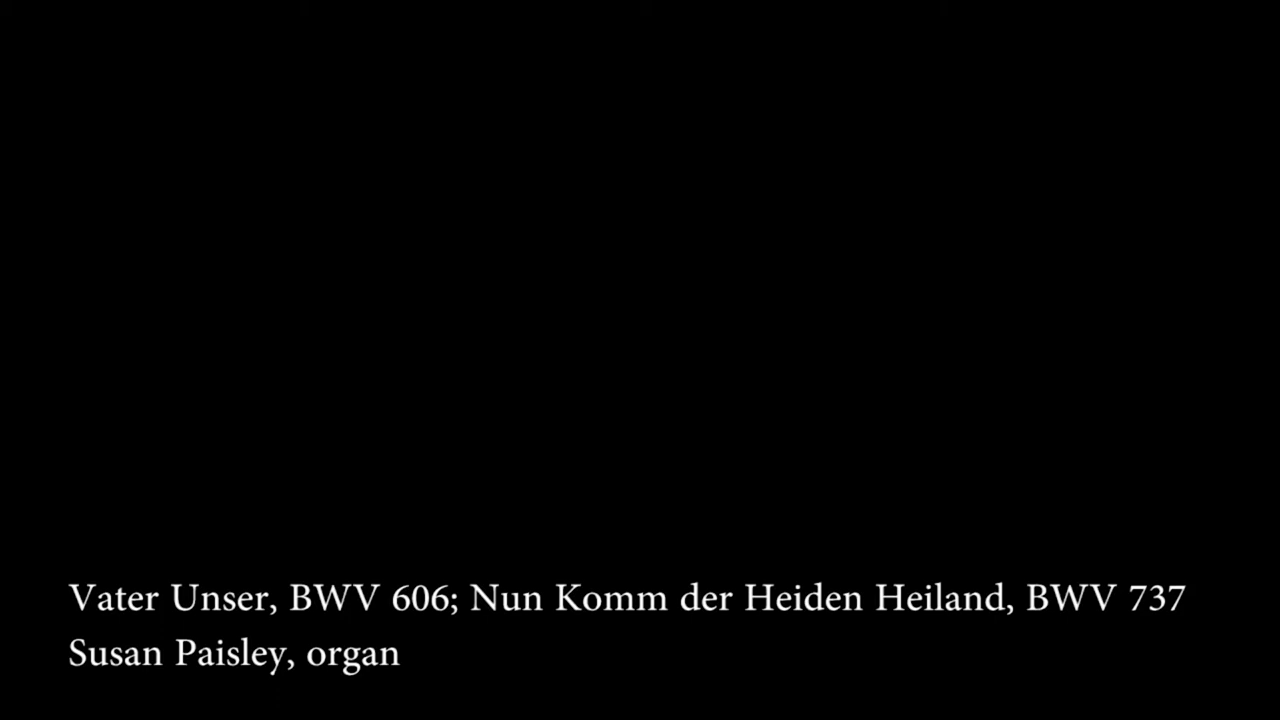 Vater Unser, BWV 606; Nun Komm der Heiden Heiland, BWV 737
Susan Paisley, organ